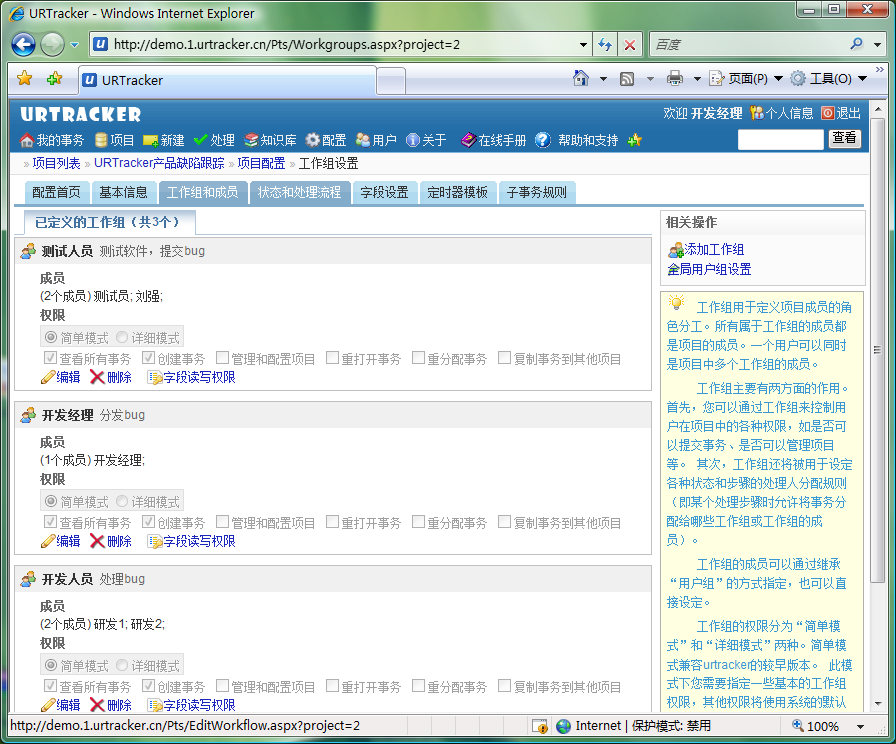 URTracker - Windows Internet Explorer
http://demo.1.urtracker.cn/Pts/Workgroups.aspx?project=2
百度
URTracker
页面(P)
工具(O)
URTRACKER
欢迎 开发经理 个人信息 退出
我的事务 项目 新建 处理 知识库 配置 用户 关于 在线手册 帮助和支持
查看
» 项目列表 » URTracker产品缺陷跟踪 » 项目配置 » 工作组设置
配置首页 基本信息 工作组和成员 状态和处理流程 字段设置 定时器模板 子事务规则
已定义的工作组（共3个）
测试人员 测试软件，提交bug
成员
(2个成员) 测试员; 刘强;
权限
简单模式 详细模式
查看所有事务 创建事务 管理和配置项目 重打开事务 重分配事务 复制事务到其他项目
编辑 删除 字段读写权限
开发经理 分发bug
成员
(1个成员) 开发经理;
权限
简单模式 详细模式
查看所有事务 创建事务 管理和配置项目 重打开事务 重分配事务 复制事务到其他项目
编辑 删除 字段读写权限
开发人员 处理bug
成员
(2个成员) 研发1; 研发2;
权限
简单模式 详细模式
查看所有事务 创建事务 管理和配置项目 重打开事务 重分配事务 复制事务到其他项目
编辑 删除 字段读写权限
相关操作
添加工作组
全局用户组设置
工作组用于定义项目成员的角
色分工。所有属于工作组的成员都
是项目的成员。一个用户可以同时
是项目中多个工作组的成员。
工作组主要有两方面的作用。
首先，您可以通过工作组来控制用
户在项目中的各种权限，如是否可
以提交事务、是否可以管理项目
等。 其次，工作组还将被用于设定
各种状态和步骤的处理人分配规则
（即某个处理步骤时允许将事务分
配给哪些工作组或工作组的成
员）。
工作组的成员可以通过继承
“用户组”的方式指定，也可以直
接设定。
工作组的权限分为“简单模
式”和“详细模式”两种。简单模
式兼容urtracker的较早版本。 此模
式下您需要指定一些基本的工作组
权限，其他权限将使用系统的默认
http://demo.1.urtracker.cn/Pts/EditWorkflow.aspx?project=2
Internet | 保护模式: 禁用
100%